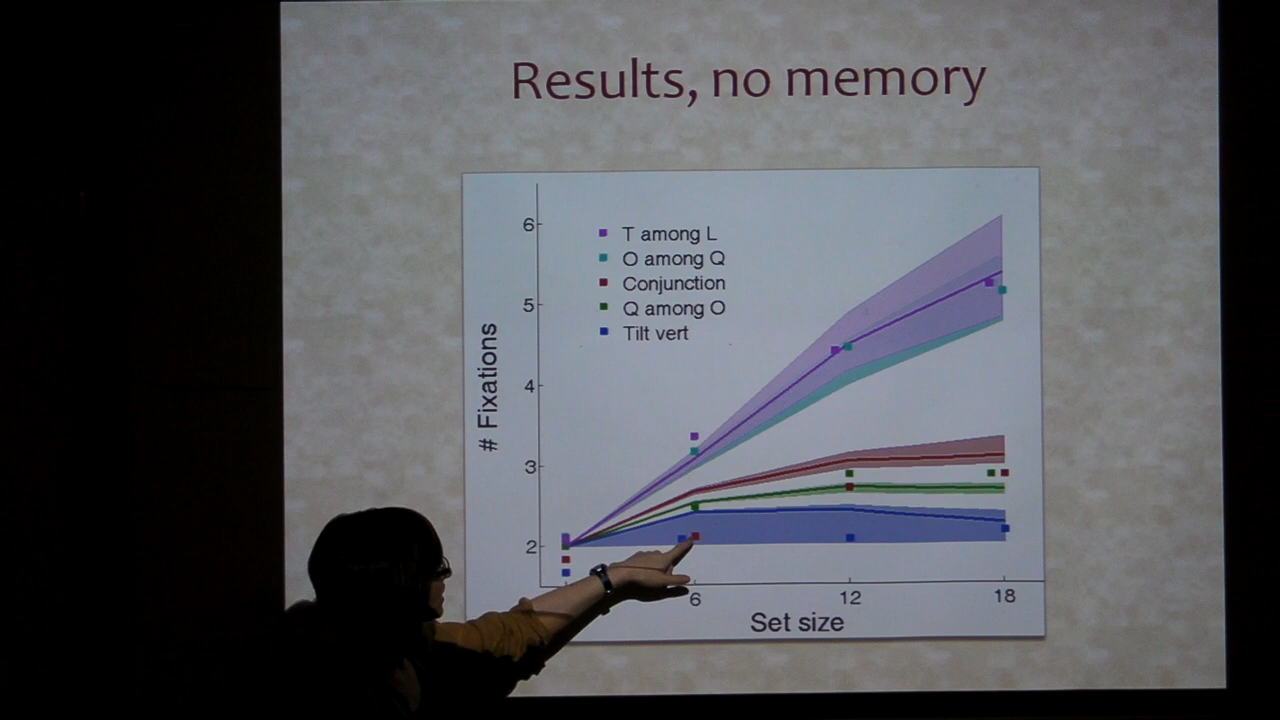 Results, no memory
6
T among L
O among Q
Conjunction
5
Q among O
Tilt vert
4
# Fixations
3
2
6 12 18
Set size